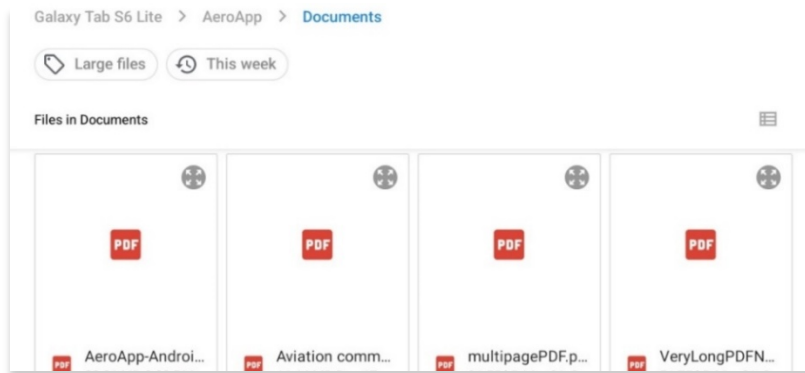 Galaxy Tab S6 Lite > AeroApp > Documents
Large files This week
Files in Documents
PDF PDF PDF PDF
PDF AeroApp-Androi... PDF Aviation comm... PDF multipagePDF.p... PDF VeryLongPDFN...